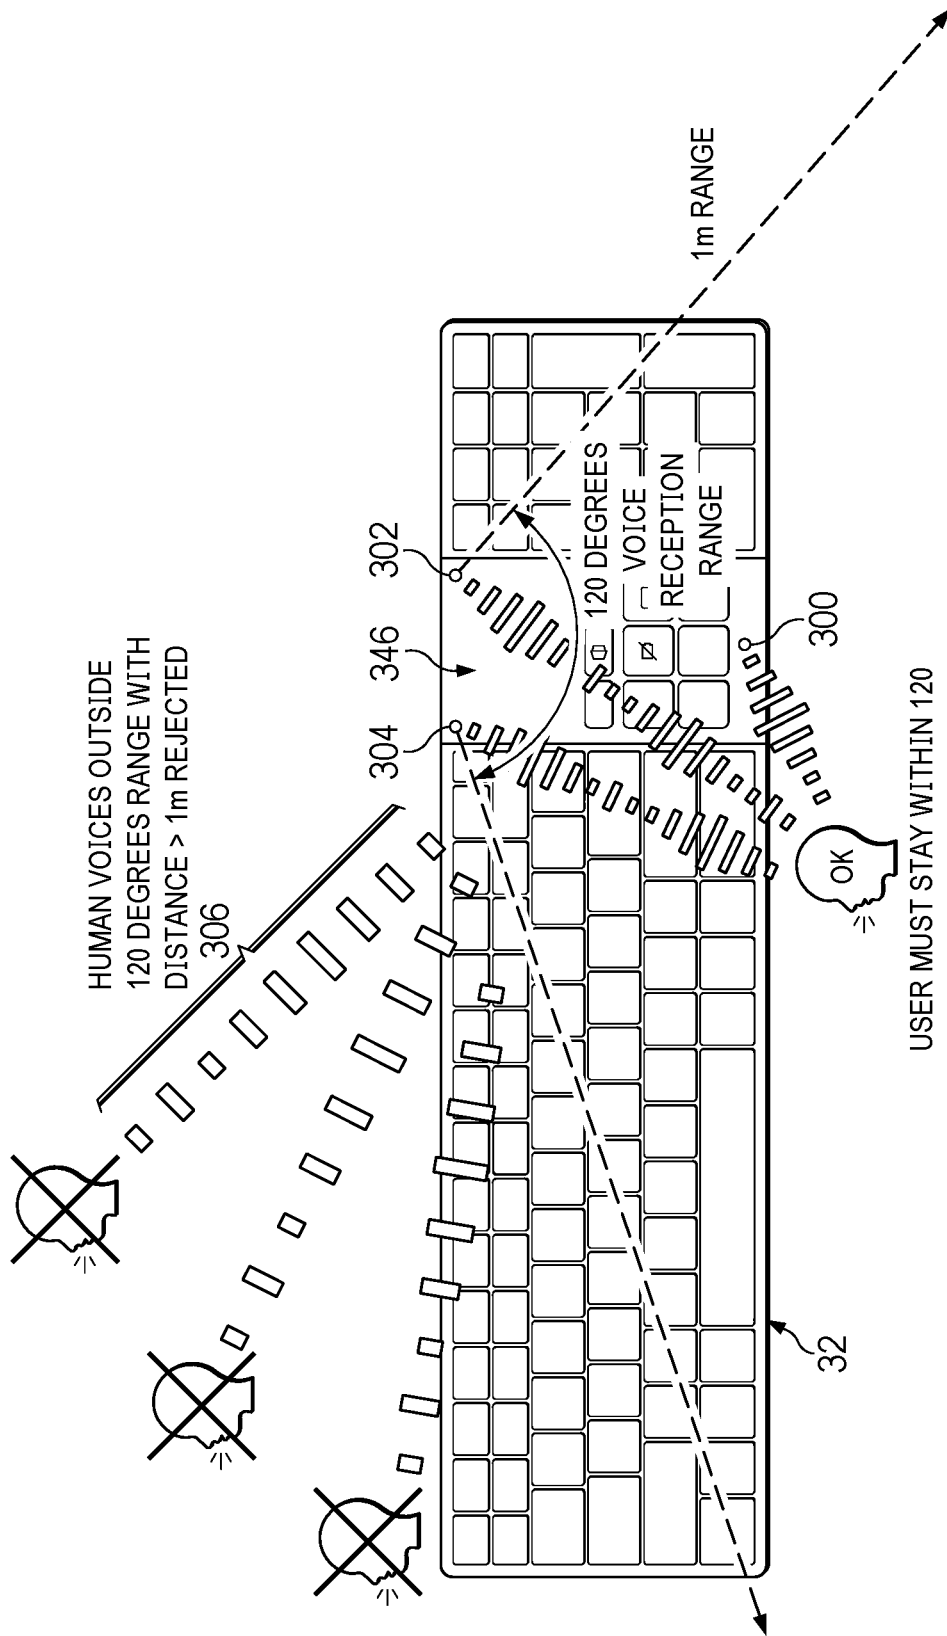 HUMAN VOICES OUTSIDE
120 DEGREES RANGE WITH
DISTANCE > 1m REJECTED
306
304
346
302
1m RANGE
120 DEGREES
VOICE
RECEPTION
RANGE
300
OK
32
USER MUST STAY WITHIN 120